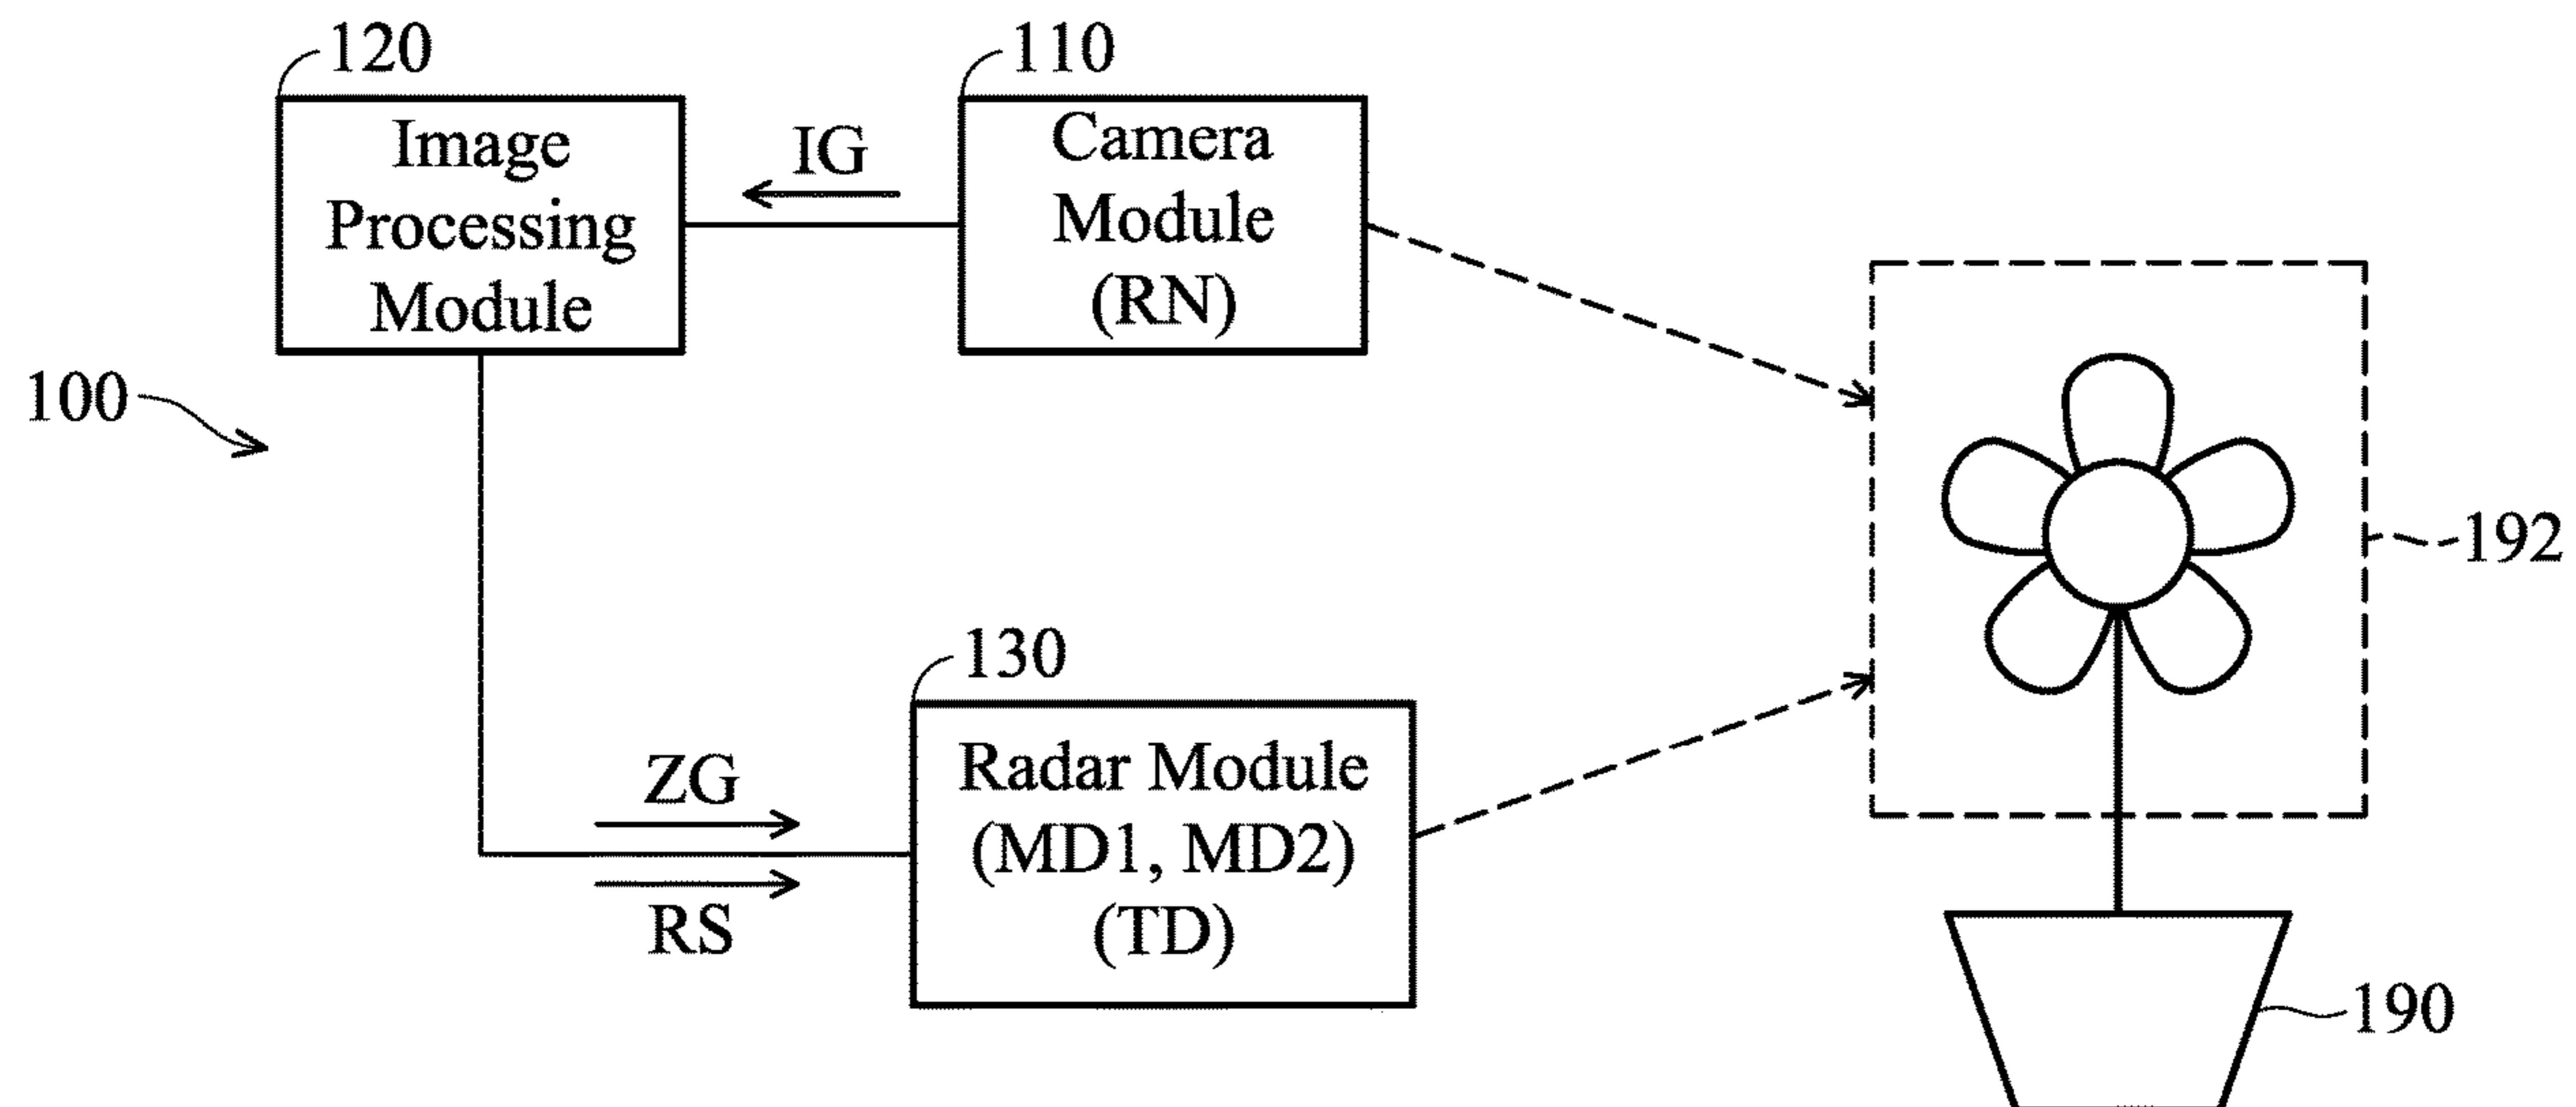 120
110
Image
Processing
Module
IG
Camera
Module
(RN)
100
192
130
ZG
RS
Radar Module
(MD1, MD2)
(TD)
190